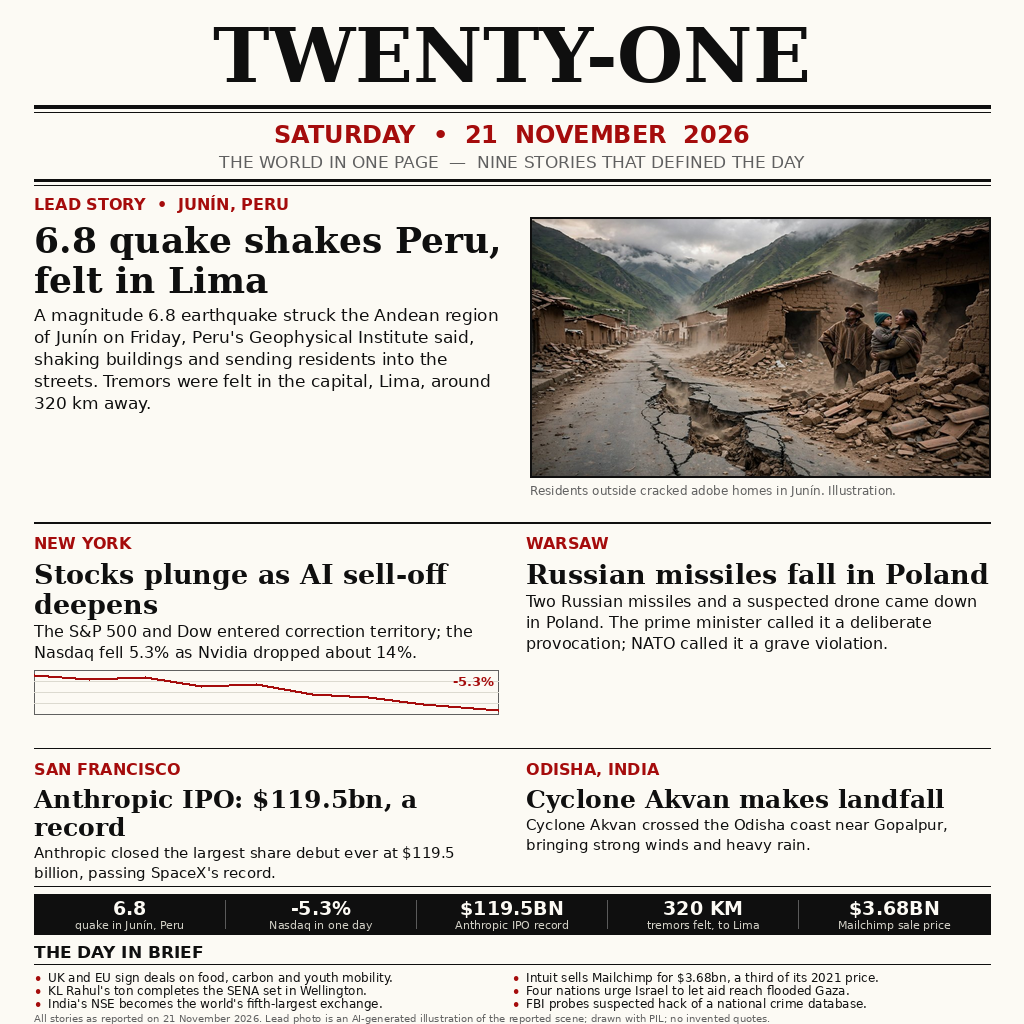 TWENTY-ONE
SATURDAY • 21 NOVEMBER 2026
THE WORLD IN ONE PAGE — NINE STORIES THAT DEFINED THE DAY
LEAD STORY • JUNÍN, PERU
6.8 quake shakes Peru,
felt in Lima
A magnitude 6.8 earthquake struck the Andean region
of Junín on Friday, Peru's Geophysical Institute said,
shaking buildings and sending residents into the
streets. Tremors were felt in the capital, Lima, around
320 km away.
Residents outside cracked adobe homes in Junín. Illustration.
NEW YORK
Stocks plunge as AI sell-off
deepens
The S&P 500 and Dow entered correction territory; the
Nasdaq fell 5.3% as Nvidia dropped about 14%.
-5.3%
WARSAW
Russian missiles fall in Poland
Two Russian missiles and a suspected drone came down
in Poland. The prime minister called it a deliberate
provocation; NATO called it a grave violation.
SAN FRANCISCO
Anthropic IPO: $119.5bn, a
record
Anthropic closed the largest share debut ever at $119.5
billion, passing SpaceX's record.
ODISHA, INDIA
Cyclone Akvan makes landfall
Cyclone Akvan crossed the Odisha coast near Gopalpur,
bringing strong winds and heavy rain.
6.8
quake in Junín, Peru
-5.3%
Nasdaq in one day
$119.5BN
Anthropic IPO record
320 KM
tremors felt, to Lima
$3.68BN
Mailchimp sale price
THE DAY IN BRIEF
• UK and EU sign deals on food, carbon and youth mobility.
• KL Rahul's ton completes the SENA set in Wellington.
• India's NSE becomes the world's fifth-largest exchange.
• Intuit sells Mailchimp for $3.68bn, a third of its 2021 price.
• Four nations urge Israel to let aid reach flooded Gaza.
• FBI probes suspected hack of a national crime database.
All stories as reported on 21 November 2026. Lead photo is an AI-generated illustration of the reported scene; drawn with PIL; no invented quotes.